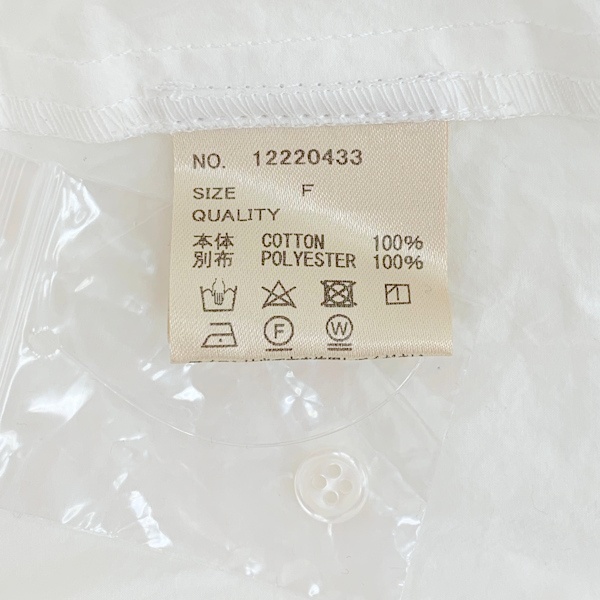 NO. 12220433
SIZE F
QUALITY
本体 COTTON 100%
別布 POLYESTER 100%
F W